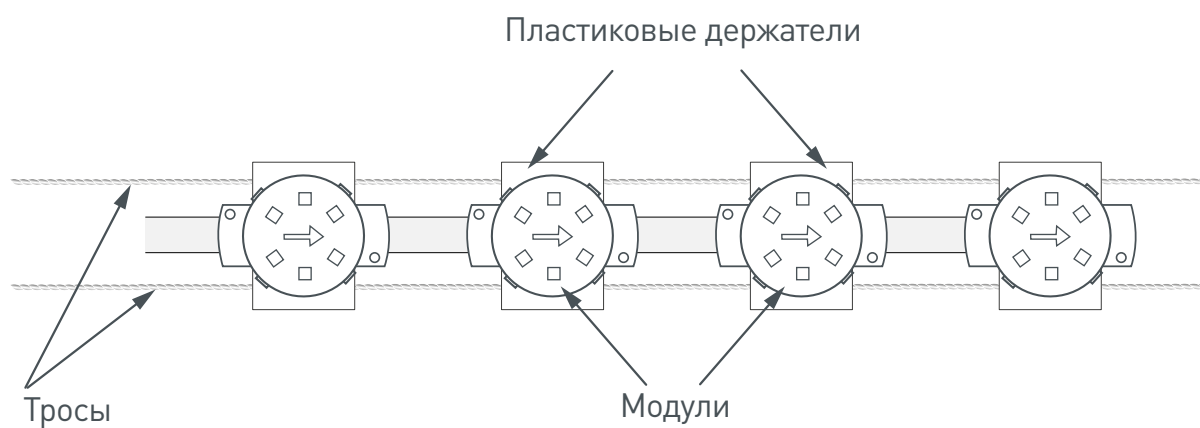 Пластиковые держатели
Тросы
Модули